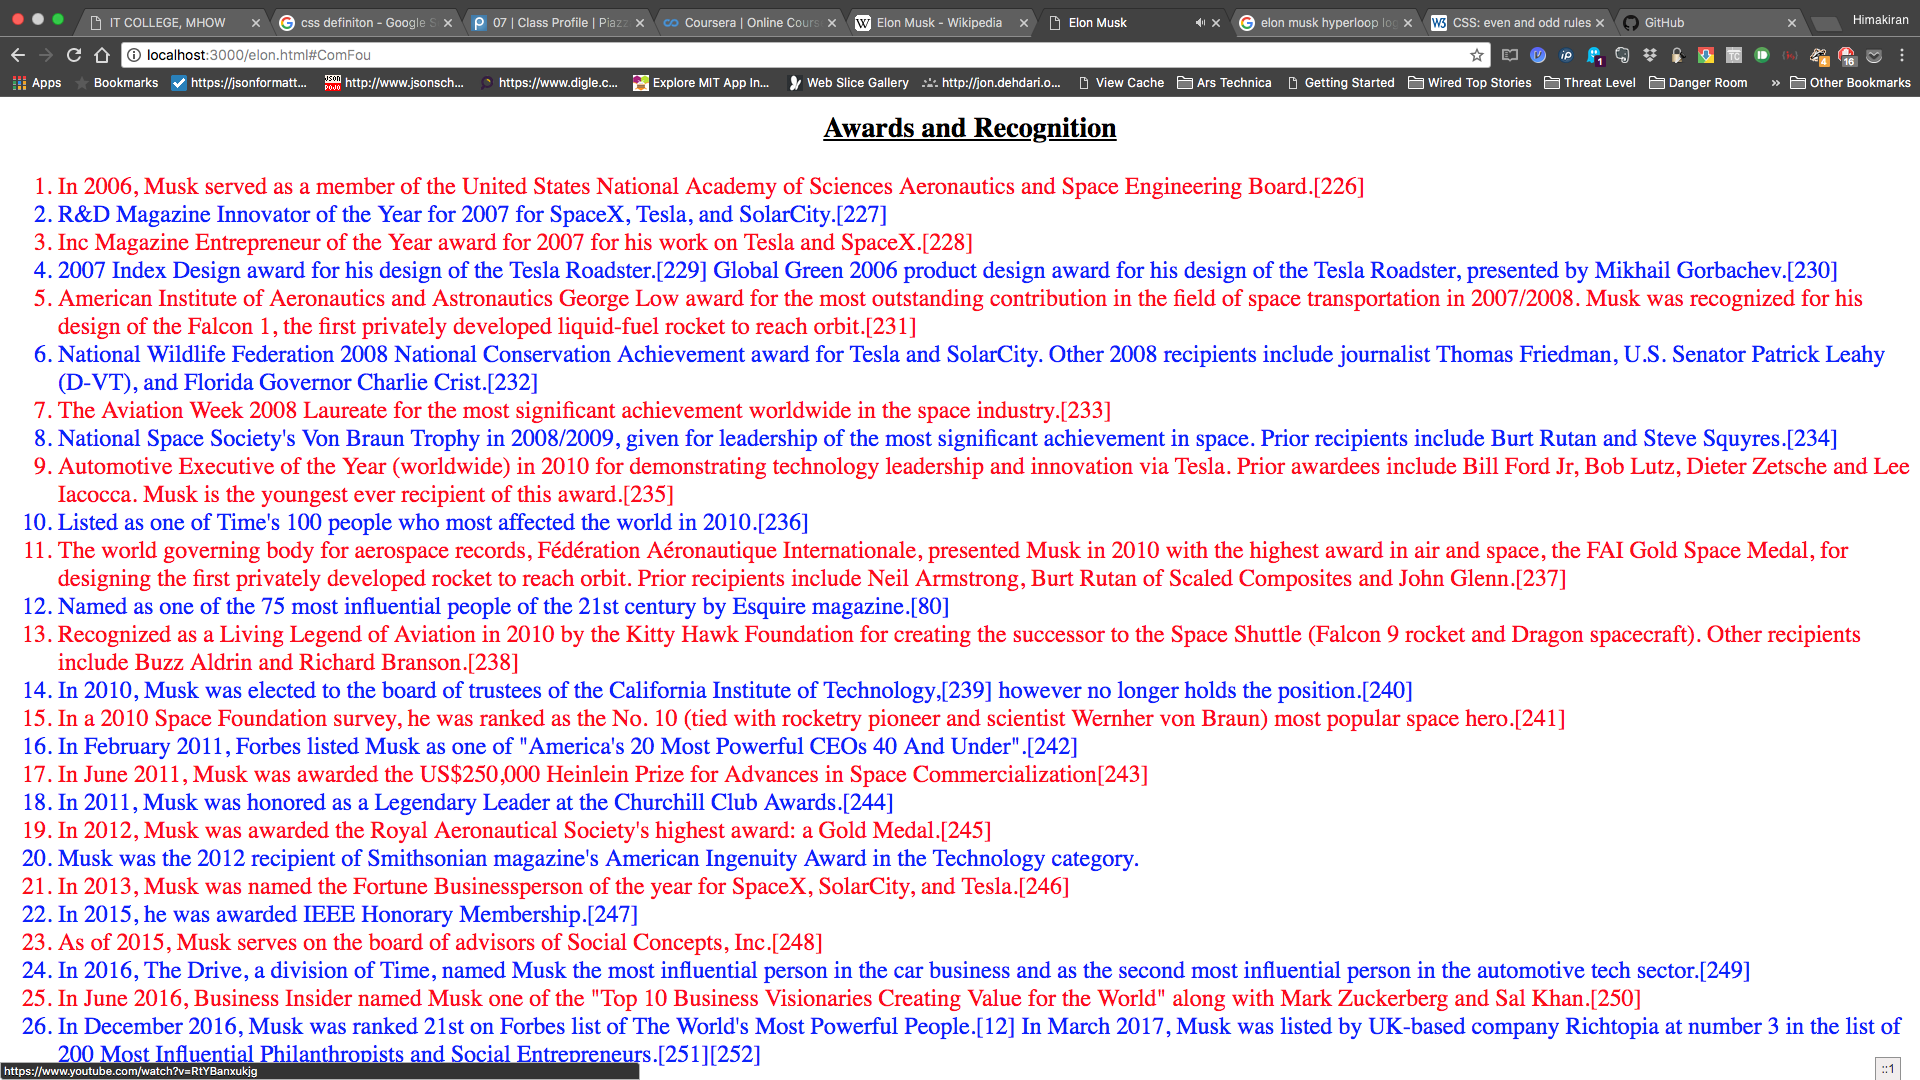 IT COLLEGE, MHOW
css definiton - Google S
07 | Class Profile | Piazz
Coursera | Online Cours
Elon Musk - Wikipedia
Elon Musk
elon musk hyperloop log
CSS: even and odd rules
GitHub
Himakiran
localhost:3000/elon.html#ComFou
Apps
Bookmarks
https://jsonformatt...
http://www.jsonsch...
https://www.digle.c...
Explore MIT App In...
Web Slice Gallery
http://jon.dehdari.o...
View Cache
Ars Technica
Getting Started
Wired Top Stories
Threat Level
Danger Room
»
Other Bookmarks
Awards and Recognition
1. In 2006, Musk served as a member of the United States National Academy of Sciences Aeronautics and Space Engineering Board.[226]
2. R&D Magazine Innovator of the Year for 2007 for SpaceX, Tesla, and SolarCity.[227]
3. Inc Magazine Entrepreneur of the Year award for 2007 for his work on Tesla and SpaceX.[228]
4. 2007 Index Design award for his design of the Tesla Roadster.[229] Global Green 2006 product design award for his design of the Tesla Roadster, presented by Mikhail Gorbachev.[230]
5. American Institute of Aeronautics and Astronautics George Low award for the most outstanding contribution in the field of space transportation in 2007/2008. Musk was recognized for his
design of the Falcon 1, the first privately developed liquid-fuel rocket to reach orbit.[231]
6. National Wildlife Federation 2008 National Conservation Achievement award for Tesla and SolarCity. Other 2008 recipients include journalist Thomas Friedman, U.S. Senator Patrick Leahy
(D-VT), and Florida Governor Charlie Crist.[232]
7. The Aviation Week 2008 Laureate for the most significant achievement worldwide in the space industry.[233]
8. National Space Society's Von Braun Trophy in 2008/2009, given for leadership of the most significant achievement in space. Prior recipients include Burt Rutan and Steve Squyres.[234]
9. Automotive Executive of the Year (worldwide) in 2010 for demonstrating technology leadership and innovation via Tesla. Prior awardees include Bill Ford Jr, Bob Lutz, Dieter Zetsche and Lee
Iacocca. Musk is the youngest ever recipient of this award.[235]
10. Listed as one of Time's 100 people who most affected the world in 2010.[236]
11. The world governing body for aerospace records, Fédération Aéronautique Internationale, presented Musk in 2010 with the highest award in air and space, the FAI Gold Space Medal, for
designing the first privately developed rocket to reach orbit. Prior recipients include Neil Armstrong, Burt Rutan of Scaled Composites and John Glenn.[237]
12. Named as one of the 75 most influential people of the 21st century by Esquire magazine.[80]
13. Recognized as a Living Legend of Aviation in 2010 by the Kitty Hawk Foundation for creating the successor to the Space Shuttle (Falcon 9 rocket and Dragon spacecraft). Other recipients
include Buzz Aldrin and Richard Branson.[238]
14. In 2010, Musk was elected to the board of trustees of the California Institute of Technology,[239] however no longer holds the position.[240]
15. In a 2010 Space Foundation survey, he was ranked as the No. 10 (tied with rocketry pioneer and scientist Wernher von Braun) most popular space hero.[241]
16. In February 2011, Forbes listed Musk as one of "America's 20 Most Powerful CEOs 40 And Under".[242]
17. In June 2011, Musk was awarded the US$250,000 Heinlein Prize for Advances in Space Commercialization[243]
18. In 2011, Musk was honored as a Legendary Leader at the Churchill Club Awards.[244]
19. In 2012, Musk was awarded the Royal Aeronautical Society's highest award: a Gold Medal.[245]
20. Musk was the 2012 recipient of Smithsonian magazine's American Ingenuity Award in the Technology category.
21. In 2013, Musk was named the Fortune Businessperson of the year for SpaceX, SolarCity, and Tesla.[246]
22. In 2015, he was awarded IEEE Honorary Membership.[247]
23. As of 2015, Musk serves on the board of advisors of Social Concepts, Inc.[248]
24. In 2016, The Drive, a division of Time, named Musk the most influential person in the car business and as the second most influential person in the automotive tech sector.[249]
25. In June 2016, Business Insider named Musk one of the "Top 10 Business Visionaries Creating Value for the World" along with Mark Zuckerberg and Sal Khan.[250]
26. In December 2016, Musk was ranked 21st on Forbes list of The World's Most Powerful People.[12] In March 2017, Musk was listed by UK-based company Richtopia at number 3 in the list of
200 Most Influential Philanthropists and Social Entrepreneurs.[251][252]
https://www.youtube.com/watch?v=RtYBanxukjg
::1